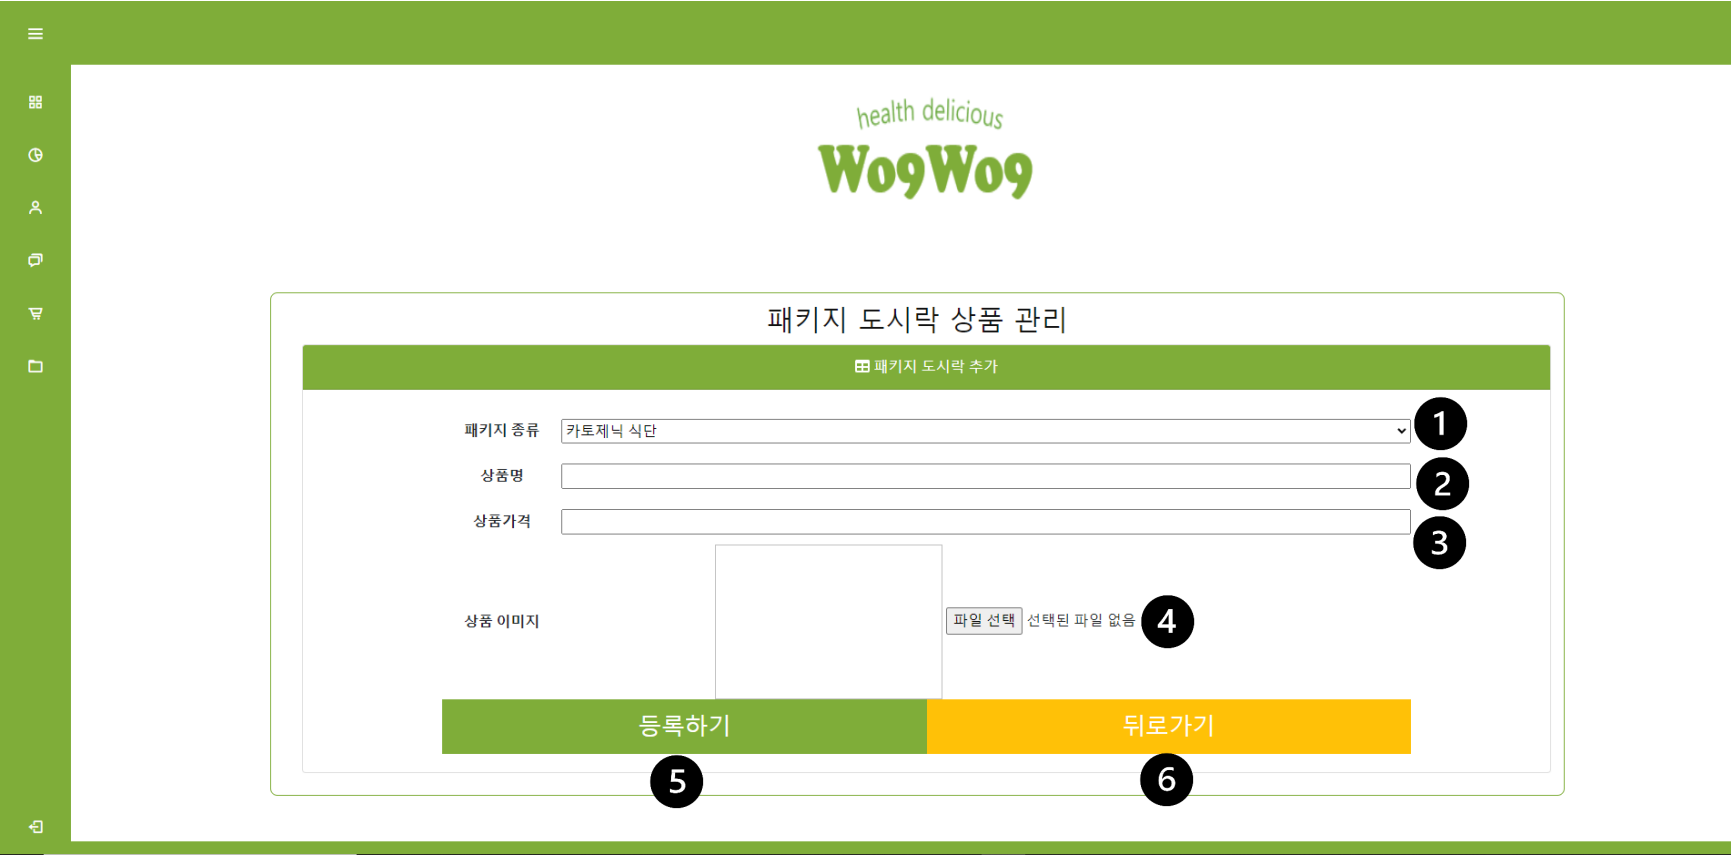 health delicious
Wo9Wo9
패키지 도시락 상품 관리
패키지 도시락 추가
패키지 종류 카토제닉 식단 1
상품명 2
상품가격 3
상품 이미지 파일 선택 선택된 파일 없음 4
등록하기 뒤로가기
5 6